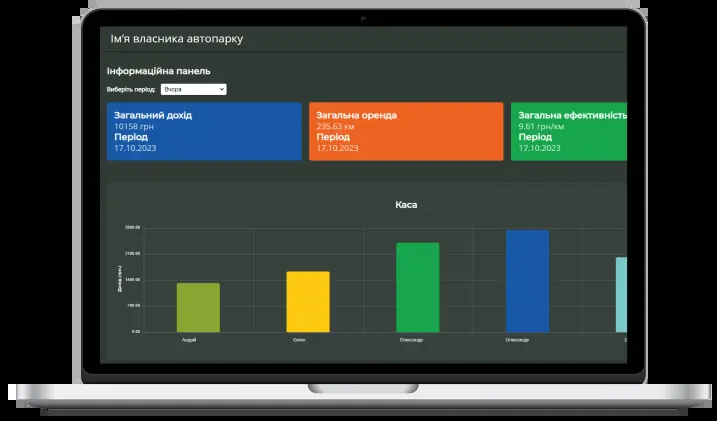 Ім'я власника автопарку
Інформаційна панель
Виберіть період: Вчора
Загальний дохід
10158 грн
Період
17.10.2023
Загальна оренда
235.63 км
Період
17.10.2023
Загальна ефективність
9.61 грн/км
Період
17.10.2023
Каса
Дохід (грн.)
2800.00
2100.00
1400.00
700.00
0.00
Андрій
Євген
Олександр
Олександр